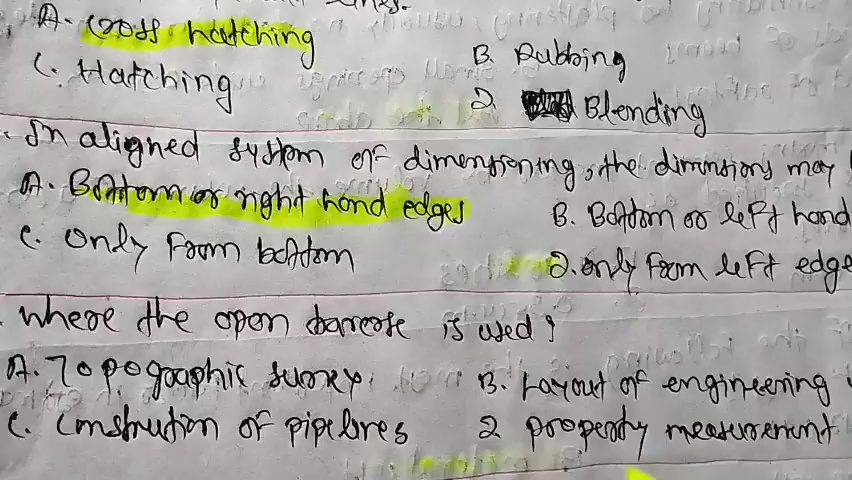 A. Cross hatching
B. Rubbing
C. Hatching
D. Blending
In aligned system of dimensioning, the dimensions may
A. Bottom or right hand edges
B. Bottom or left hand
C. Only from bottom
D. only from left edge
where the open traverse is used?
A. Topographic survey
B. Layout of engineering
C. Construction of pipelines
D. property measurement